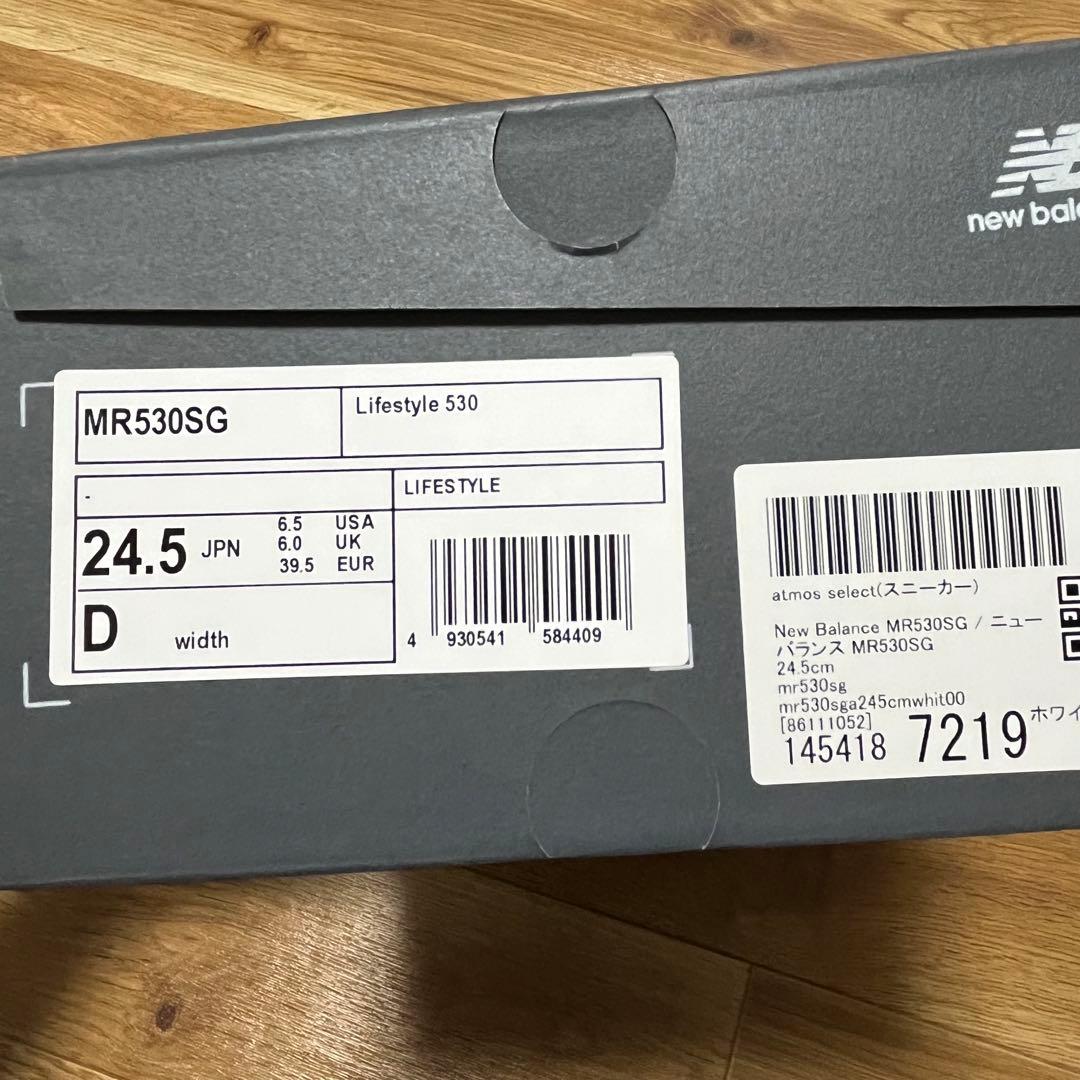 new bala
MR530SG
Lifestyle 530
-
LIFESTYLE
24.5 JPN
6.5 USA
6.0 UK
39.5 EUR
D width
4 930541 584409
atmos select(スニーカー)
New Balance MR530SG / ニュー
バランス MR530SG
24.5cm
mr530sg
mr530sga245cmwhit00
[86111052]
145418 7219 ホワイ